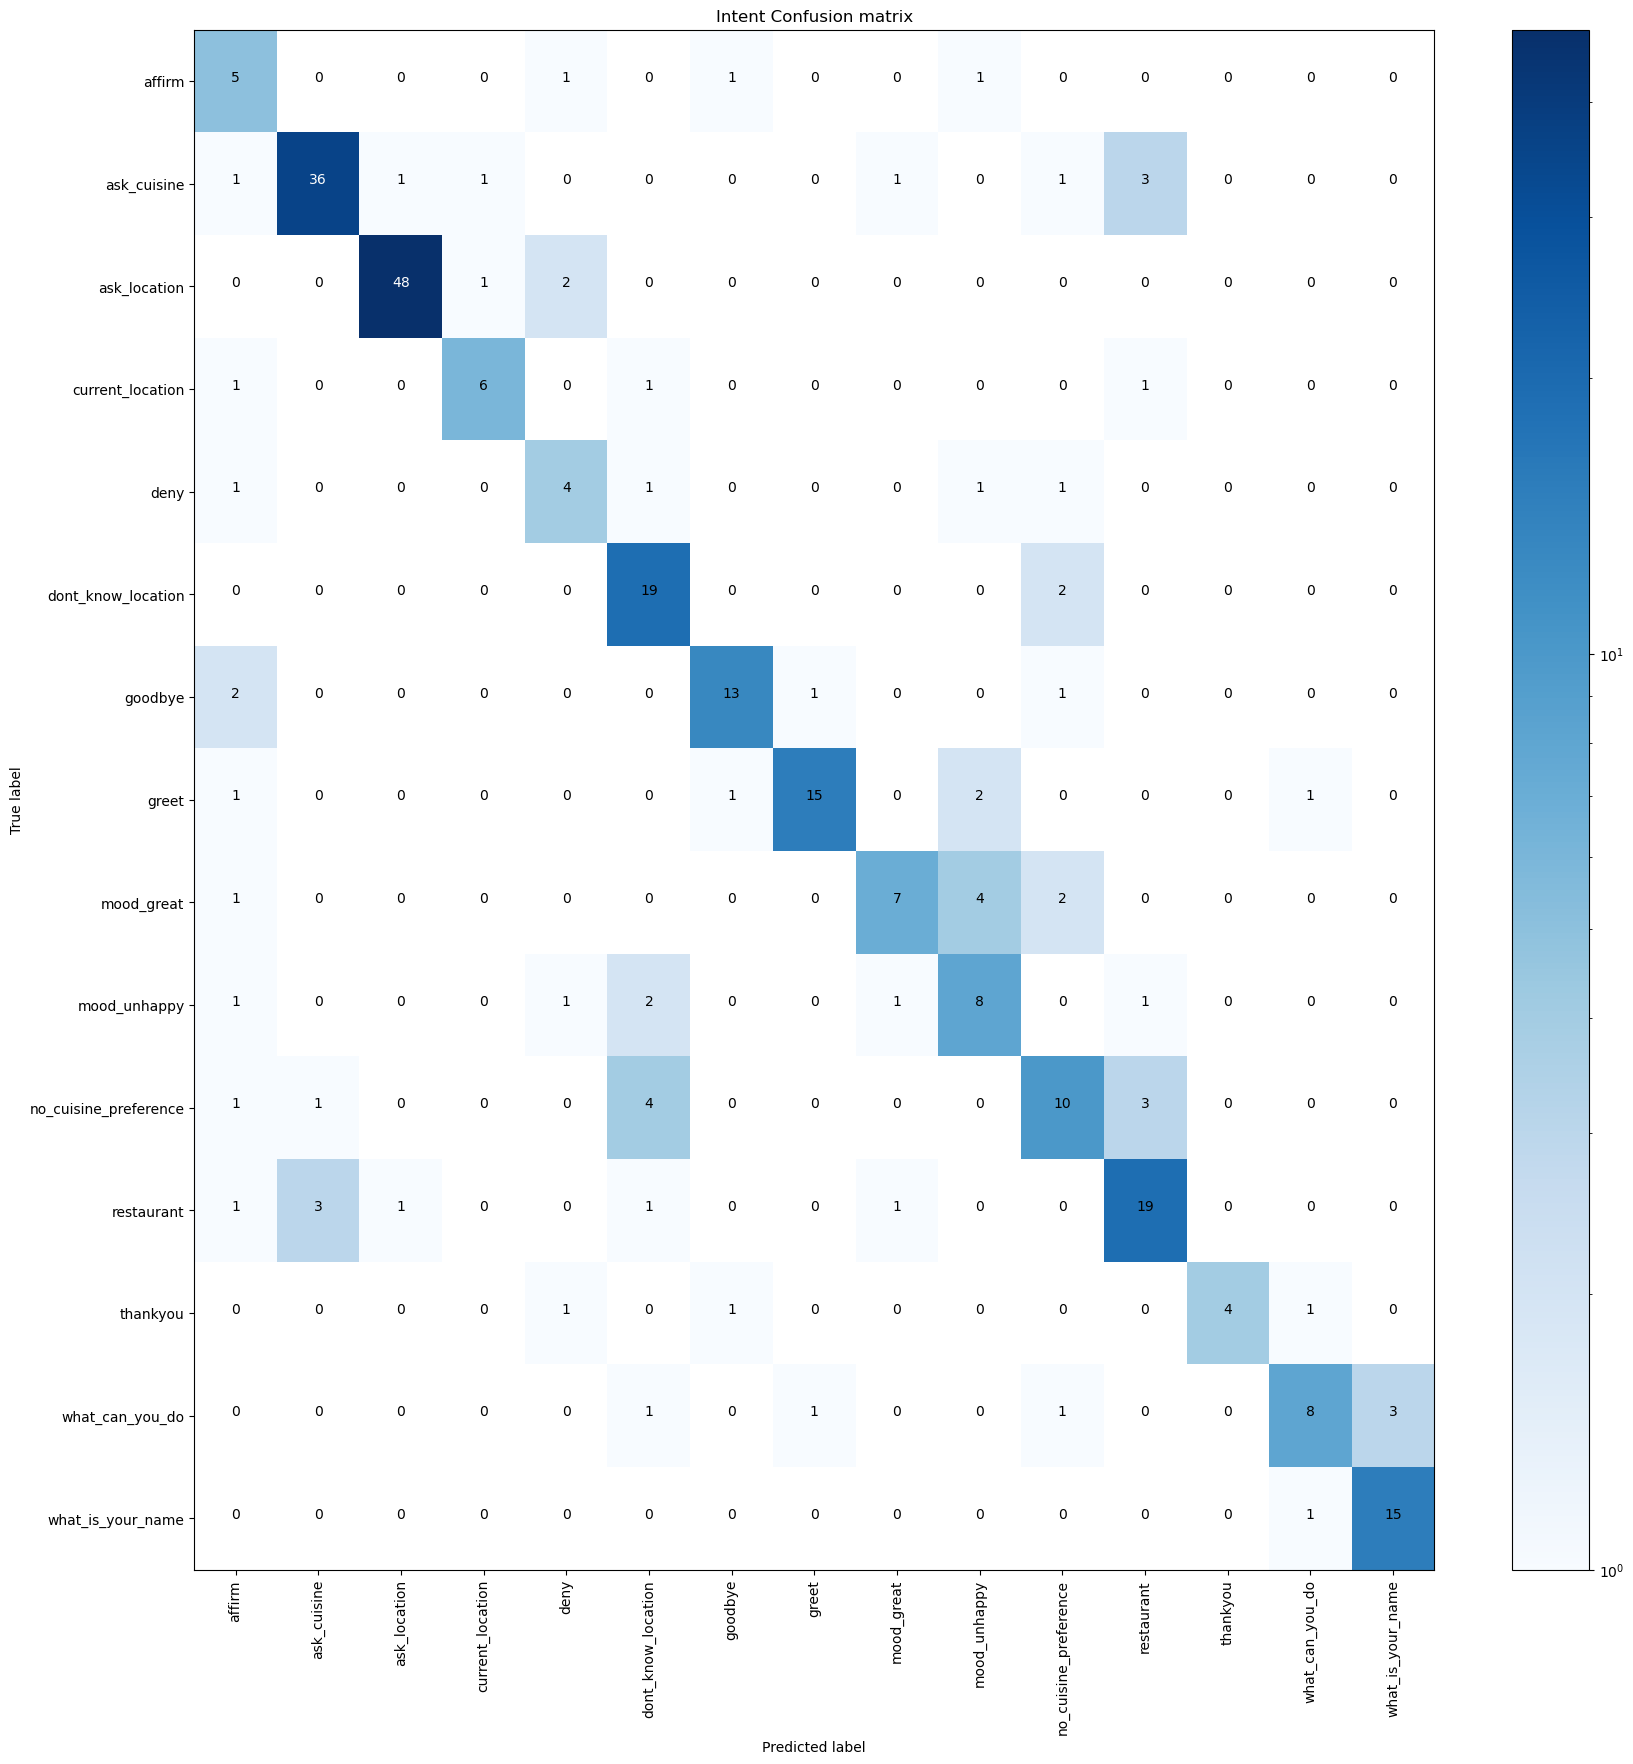 Intent Confusion matrix
affirm 5 0 0 0 1 0 1 0 0 1 0 0 0 0 0
ask_cuisine 1 36 1 1 0 0 0 0 1 0 1 3 0 0 0
ask_location 0 0 48 1 2 0 0 0 0 0 0 0 0 0 0
current_location 1 0 0 6 0 1 0 0 0 0 0 1 0 0 0
deny 1 0 0 0 4 1 0 0 0 1 1 0 0 0 0
dont_know_location 0 0 0 0 0 19 0 0 0 0 2 0 0 0 0
goodbye 2 0 0 0 0 0 13 1 0 0 1 0 0 0 0
greet 1 0 0 0 0 0 1 15 0 2 0 0 0 1 0
mood_great 1 0 0 0 0 0 0 0 7 4 2 0 0 0 0
mood_unhappy 1 0 0 0 1 2 0 0 1 8 0 1 0 0 0
no_cuisine_preference 1 1 0 0 0 4 0 0 0 0 10 3 0 0 0
restaurant 1 3 1 0 0 1 0 0 1 0 0 19 0 0 0
thankyou 0 0 0 0 1 0 1 0 0 0 0 0 4 1 0
what_can_you_do 0 0 0 0 0 1 0 1 0 0 1 0 0 8 3
what_is_your_name 0 0 0 0 0 0 0 0 0 0 0 0 0 1 15
True label
affirm
ask_cuisine
ask_location
current_location
deny
dont_know_location
goodbye
greet
mood_great
mood_unhappy
no_cuisine_preference
restaurant
thankyou
what_can_you_do
what_is_your_name
Predicted label
10¹
10⁰